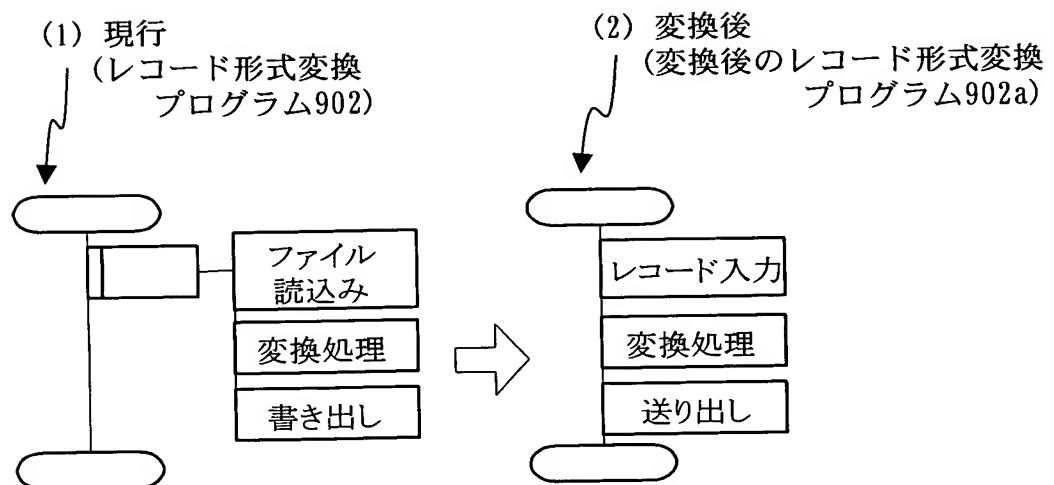 (1) 現行
(レコード形式変換
プログラム902)
(2) 変換後
(変換後のレコード形式変換
プログラム902a)
ファイル
読込み
変換処理
書き出し
レコード入力
変換処理
送り出し